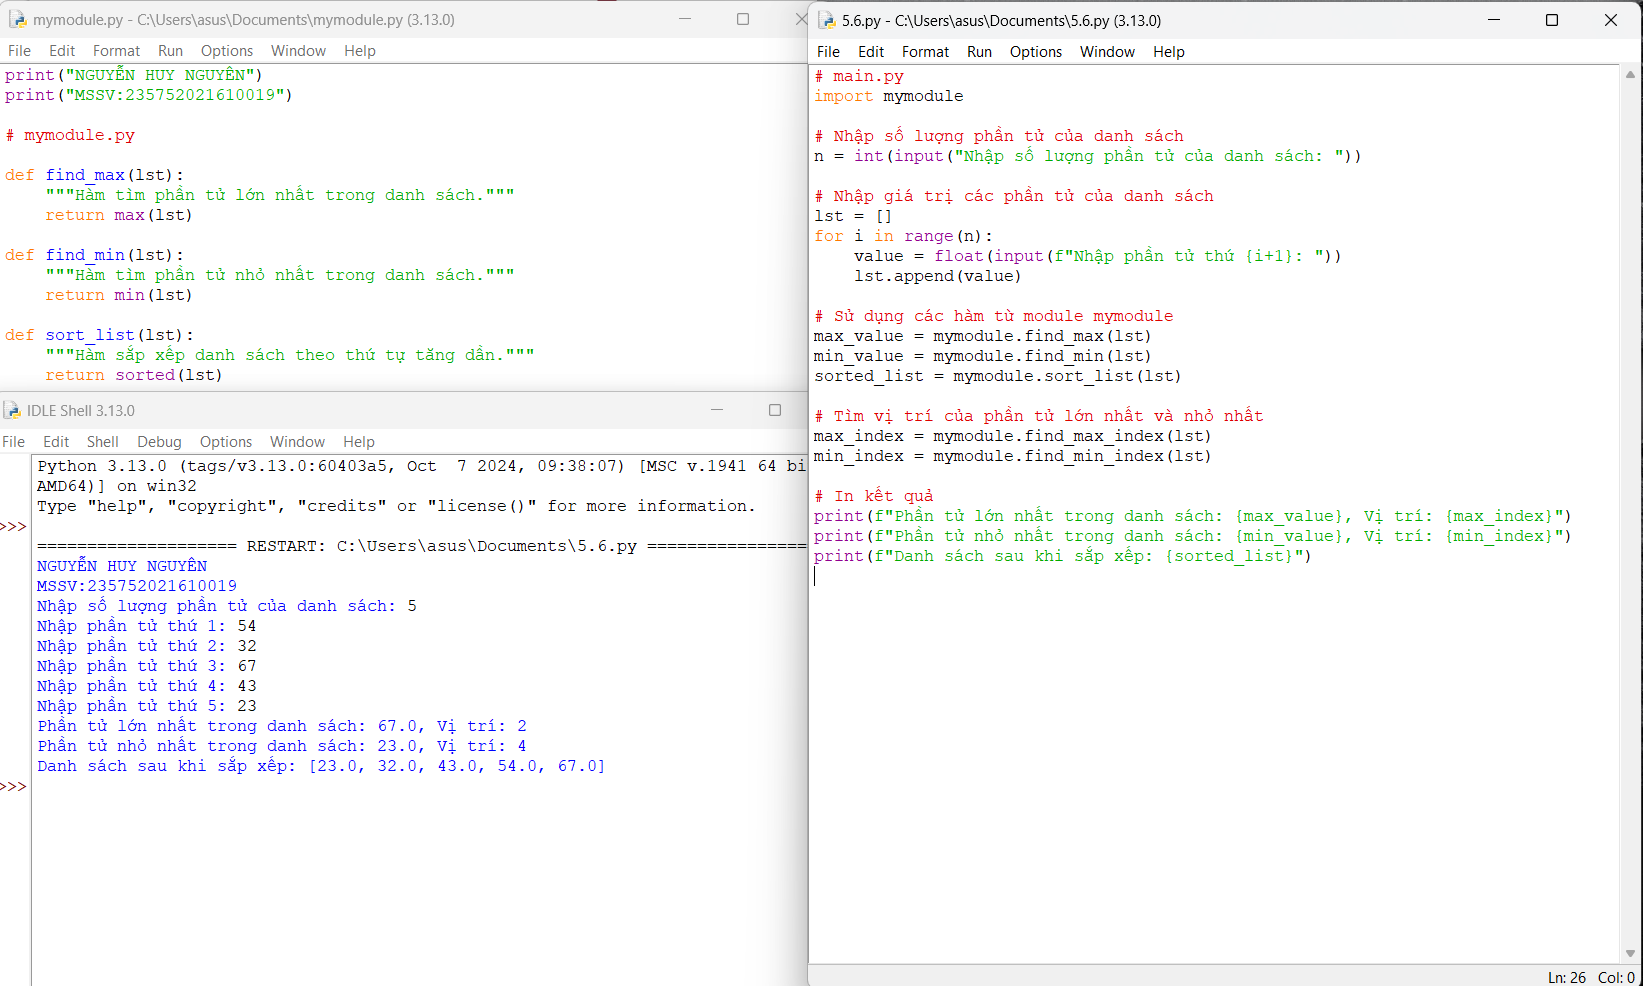 mymodule.py - C:\Users\asus\Documents\mymodule.py (3.13.0)
File Edit Format Run Options Window Help
print("NGUYỄN HUY NGUYÊN")
print("MSSV:235752021610019")
# mymodule.py
def find_max(lst):
    """Hàm tìm phần tử lớn nhất trong danh sách."""
    return max(lst)
def find_min(lst):
    """Hàm tìm phần tử nhỏ nhất trong danh sách."""
    return min(lst)
def sort_list(lst):
    """Hàm sắp xếp danh sách theo thứ tự tăng dần."""
    return sorted(lst)
IDLE Shell 3.13.0
File Edit Shell Debug Options Window Help
Python 3.13.0 (tags/v3.13.0:60403a5, Oct  7 2024, 09:38:07) [MSC v.1941 64 bi
AMD64)] on win32
Type "help", "copyright", "credits" or "license()" for more information.
>>>
==================== RESTART: C:\Users\asus\Documents\5.6.py ================
NGUYỄN HUY NGUYÊN
MSSV:235752021610019
Nhập số lượng phần tử của danh sách: 5
Nhập phần tử thứ 1: 54
Nhập phần tử thứ 2: 32
Nhập phần tử thứ 3: 67
Nhập phần tử thứ 4: 43
Nhập phần tử thứ 5: 23
Phần tử lớn nhất trong danh sách: 67.0, Vị trí: 2
Phần tử nhỏ nhất trong danh sách: 23.0, Vị trí: 4
Danh sách sau khi sắp xếp: [23.0, 32.0, 43.0, 54.0, 67.0]
>>>
5.6.py - C:\Users\asus\Documents\5.6.py (3.13.0)
File Edit Format Run Options Window Help
# main.py
import mymodule
# Nhập số lượng phần tử của danh sách
n = int(input("Nhập số lượng phần tử của danh sách: "))
# Nhập giá trị các phần tử của danh sách
lst = []
for i in range(n):
    value = float(input(f"Nhập phần tử thứ {i+1}: "))
    lst.append(value)
# Sử dụng các hàm từ module mymodule
max_value = mymodule.find_max(lst)
min_value = mymodule.find_min(lst)
sorted_list = mymodule.sort_list(lst)
# Tìm vị trí của phần tử lớn nhất và nhỏ nhất
max_index = mymodule.find_max_index(lst)
min_index = mymodule.find_min_index(lst)
# In kết quả
print(f"Phần tử lớn nhất trong danh sách: {max_value}, Vị trí: {max_index}")
print(f"Phần tử nhỏ nhất trong danh sách: {min_value}, Vị trí: {min_index}")
print(f"Danh sách sau khi sắp xếp: {sorted_list}")
Ln: 26 Col: 0